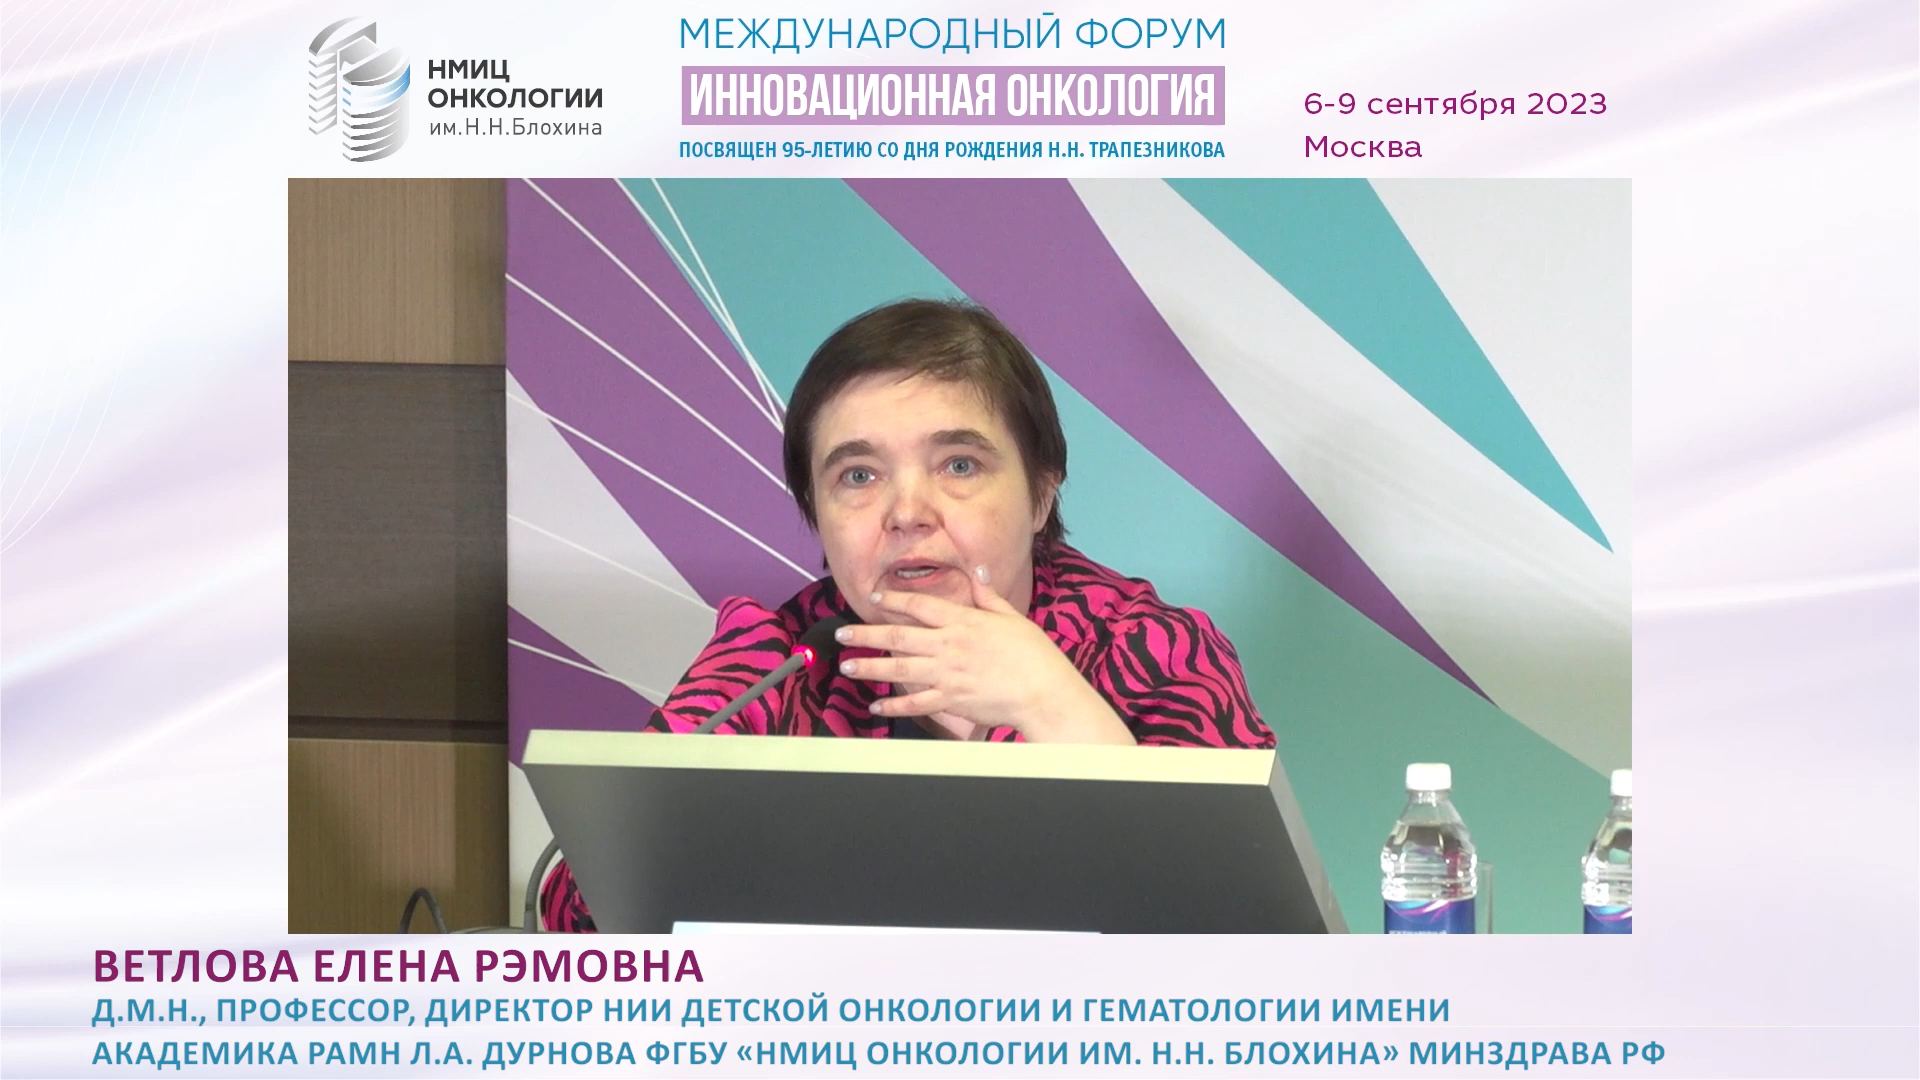 НМИЦ
ОНКОЛОГИИ
им.Н.Н.Блохина
МЕЖДУНАРОДНЫЙ ФОРУМ
ИННОВАЦИОННАЯ ОНКОЛОГИЯ
ПОСВЯЩЕН 95-ЛЕТИЮ СО ДНЯ РОЖДЕНИЯ Н.Н. ТРАПЕЗНИКОВА
6-9 сентября 2023
Москва
ВЕТЛОВА ЕЛЕНА РЭМОВНА
Д.М.Н., ПРОФЕССОР, ДИРЕКТОР НИИ ДЕТСКОЙ ОНКОЛОГИИ И ГЕМАТОЛОГИИ ИМЕНИ
АКАДЕМИКА РАМН Л.А. ДУРНОВА ФГБУ «НМИЦ ОНКОЛОГИИ ИМ. Н.Н. БЛОХИНА» МИНЗДРАВА РФ